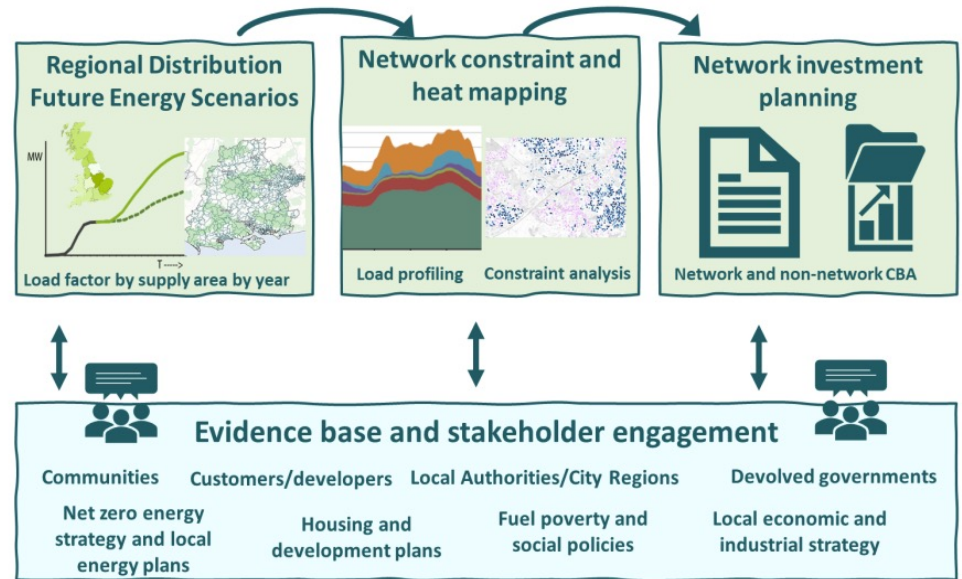 Regional Distribution
Future Energy Scenarios
MW
T ---->
Load factor by supply area by year
Network constraint and
heat mapping
Load profiling
Constraint analysis
Network investment
planning
Network and non-network CBA
Evidence base and stakeholder engagement
Communities
Customers/developers
Local Authorities/City Regions
Devolved governments
Net zero energy
strategy and local
energy plans
Housing and
development plans
Fuel poverty and
social policies
Local economic and
industrial strategy